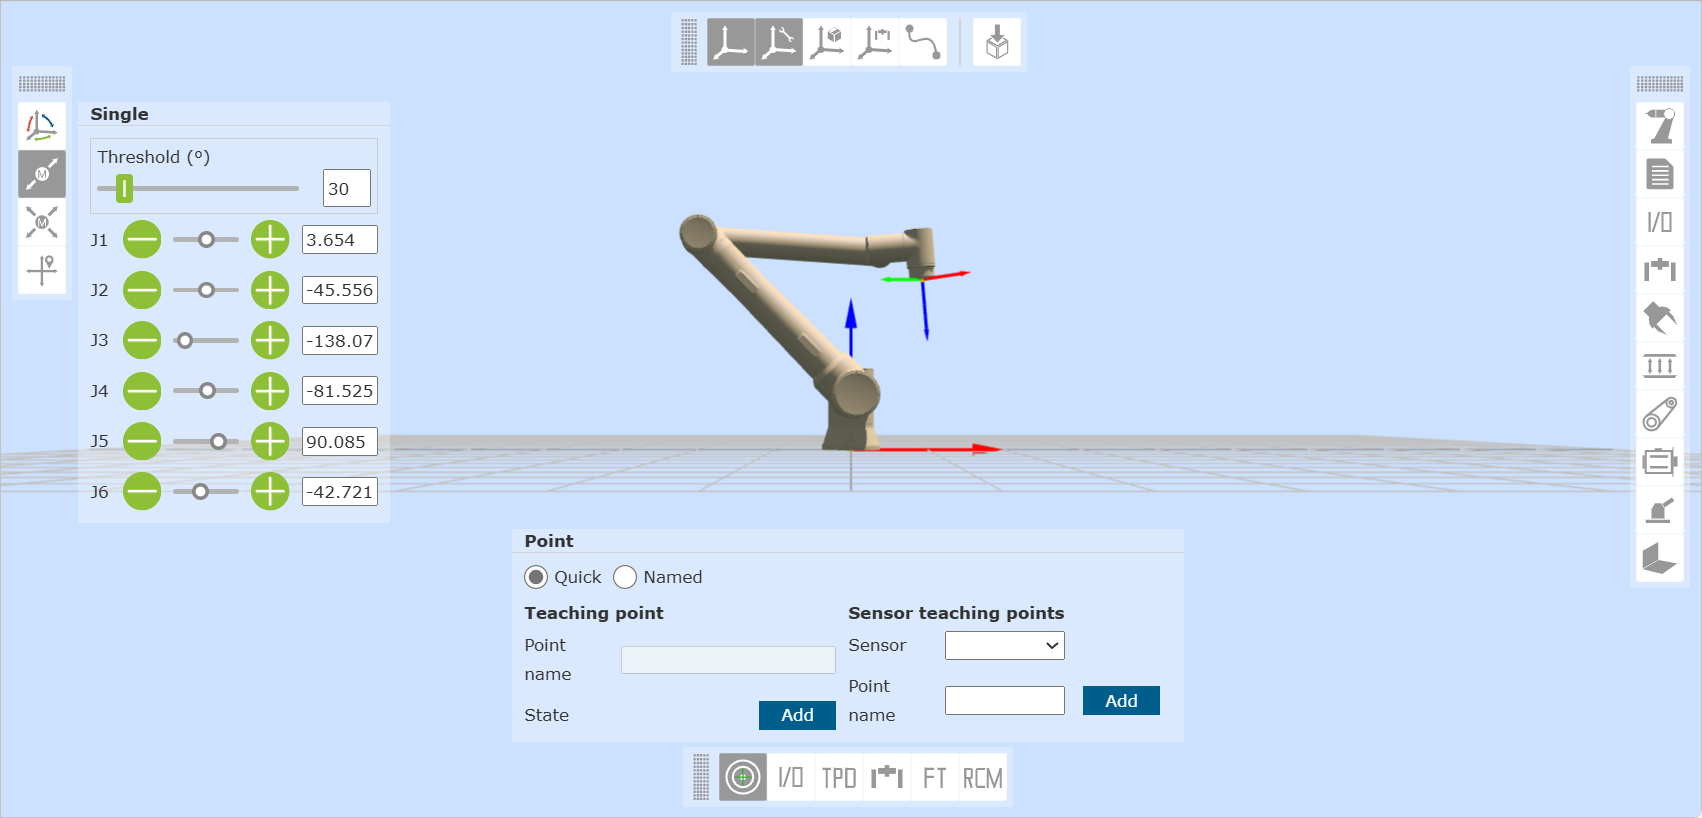 Single
Threshold (°)
30
J1 3.654
J2 -45.556
J3 -138.07
J4 -81.525
J5 90.085
J6 -42.721
M
M
I/O
Point
Quick Named
Teaching point
Point name
State Add
Sensor teaching points
Sensor
Point name Add
I/O TPD FT RCM